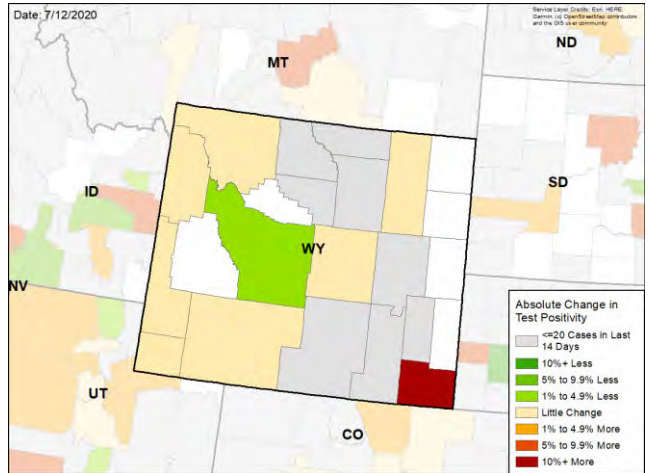 Date: 7/12/2020
Service Layer Credits: Esri, HERE,
Garmin, (c) OpenStreetMap contributors
and the GIS user community
ND
MT
ID
SD
WY
NV
UT
CO
Absolute Change in
Test Positivity
<=20 Cases in Last
14 Days
10%+ Less
5% to 9.9% Less
1% to 4.9% Less
Little Change
1% to 4.9% More
5% to 9.9% More
10%+ More